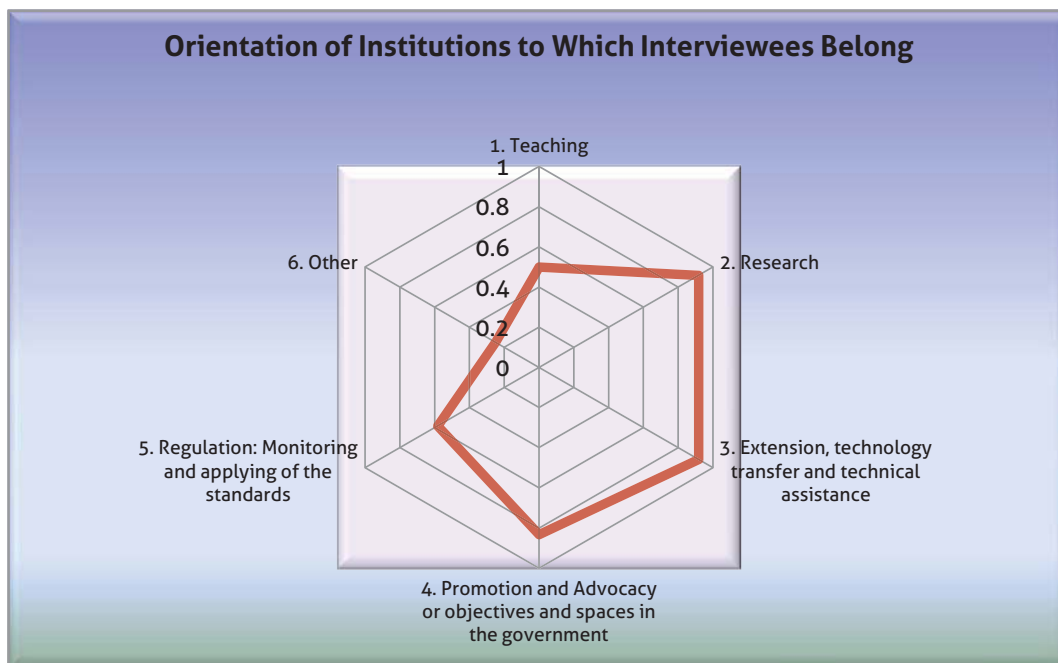 Orientation of Institutions to Which Interviewees Belong
1. Teaching
1
0.8
0.6
0.4
0.2
0
2. Research
3. Extension, technology
transfer and technical
assistance
4. Promotion and Advocacy
or objectives and spaces in
the government
5. Regulation: Monitoring
and applying of the
standards
6. Other